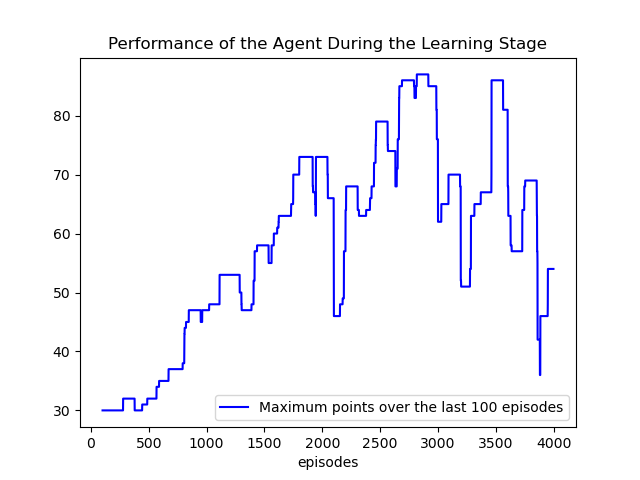 Performance of the Agent During the Learning Stage
80
70
60
50
40
30
Maximum points over the last 100 episodes
0 500 1000 1500 2000 2500 3000 3500 4000
episodes